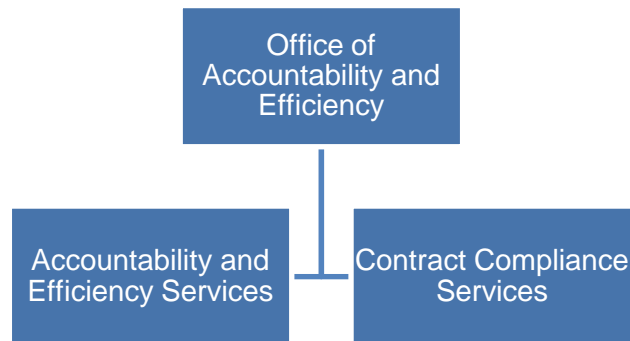 Office of
Accountability and
Efficiency
Accountability and
Efficiency Services
Contract Compliance
Services